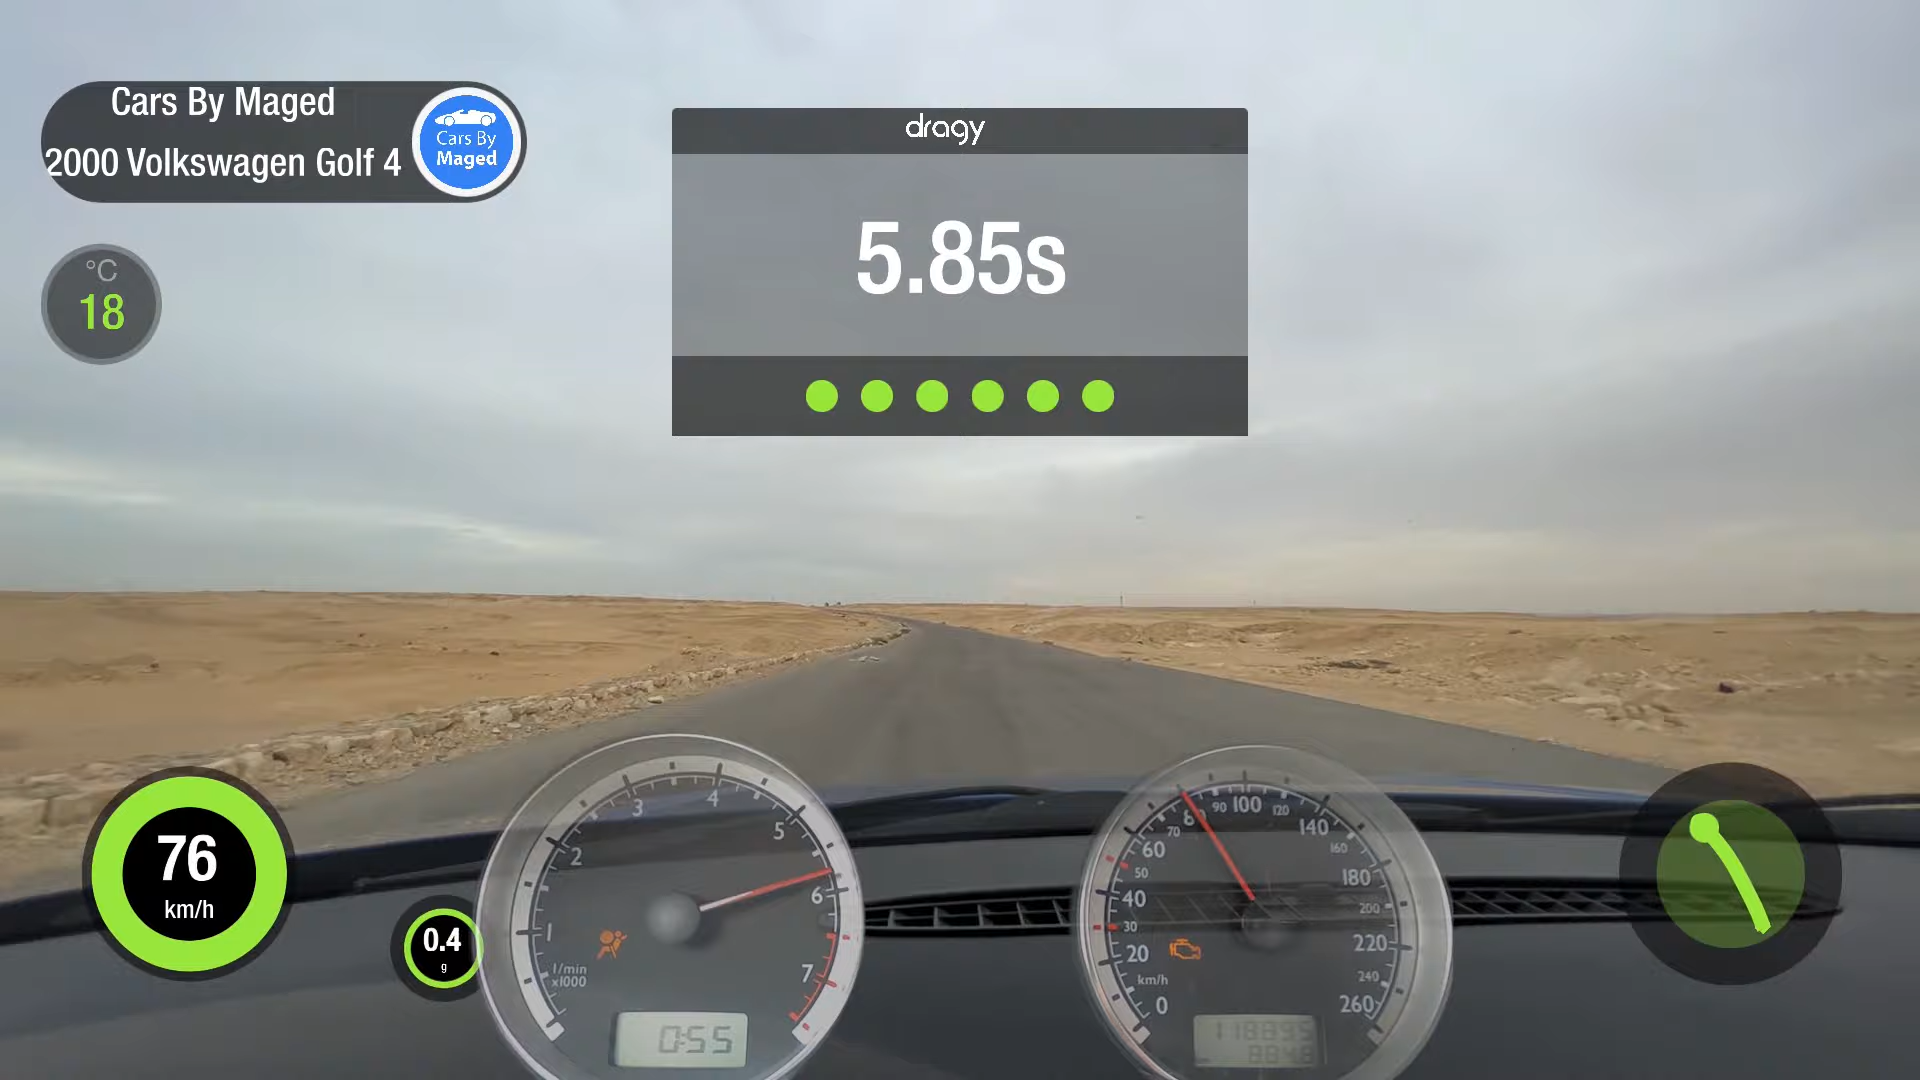 Cars By Maged
2000 Volkswagen Golf 4
Cars By
Maged
dragy
5.85s
°C
18
76
km/h
0.4
g
1
2
3
4
5
6
7
1/min
x1000
0:55
0
20
30
40
50
60
70
90
100
120
140
160
180
200
220
240
260
km/h